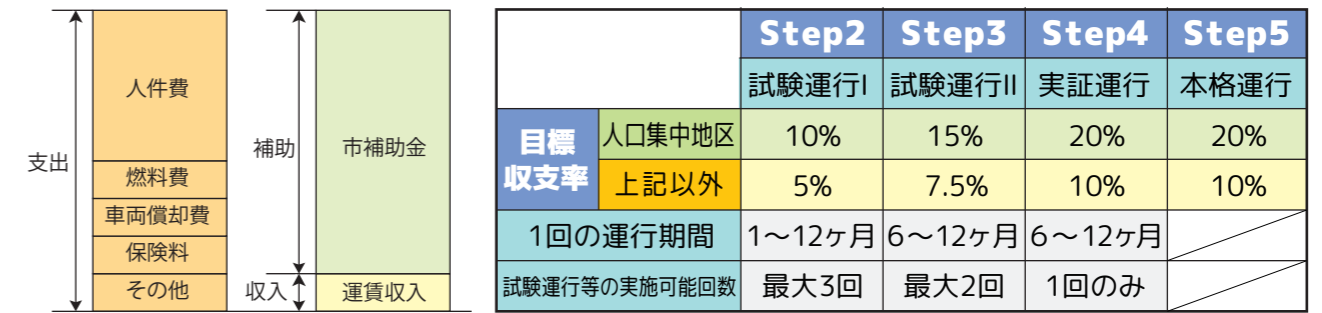 支出
人件費
燃料費
車両償却費
保険料
その他
補助
収入
市補助金
運賃収入
Step2 Step3 Step4 Step5
試験運行I 試験運行II 実証運行 本格運行
目標
収支率
人口集中地区 10% 15% 20% 20%
上記以外 5% 7.5% 10% 10%
1回の運行期間 1〜12ヶ月 6〜12ヶ月 6〜12ヶ月
試験運行等の実施可能回数 最大3回 最大2回 1回のみ